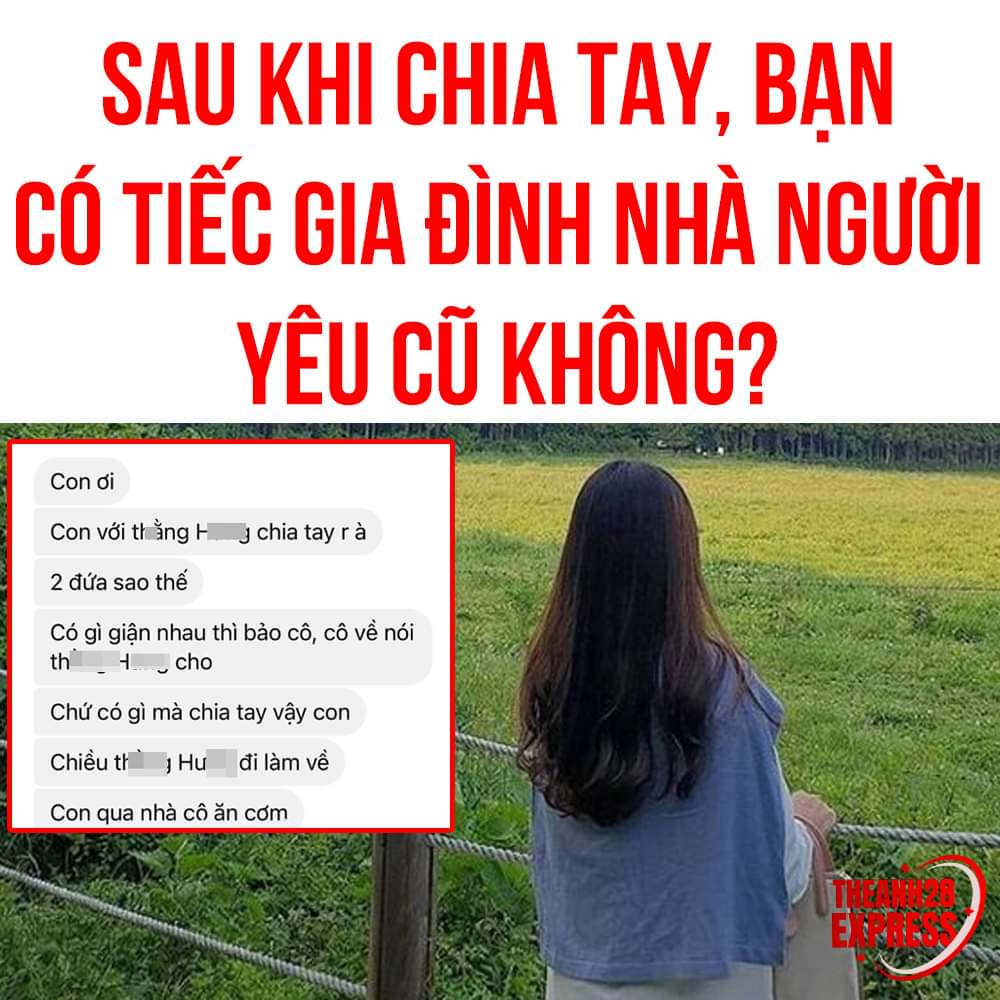 SAU KHI CHIA TAY, BẠN
CÓ TIẾC GIA ĐÌNH NHÀ NGƯỜI
YÊU CŨ KHÔNG?
Con ơi
Con với thằng H g chia tay r à
2 đứa sao thế
Có gì giận nhau thì bảo cô, cô về nói
cho
Chứ có gì mà chia tay vậy con
Chiều đi làm về
Con qua nhà cô ăn cơm
THEANH28
EXPRESS